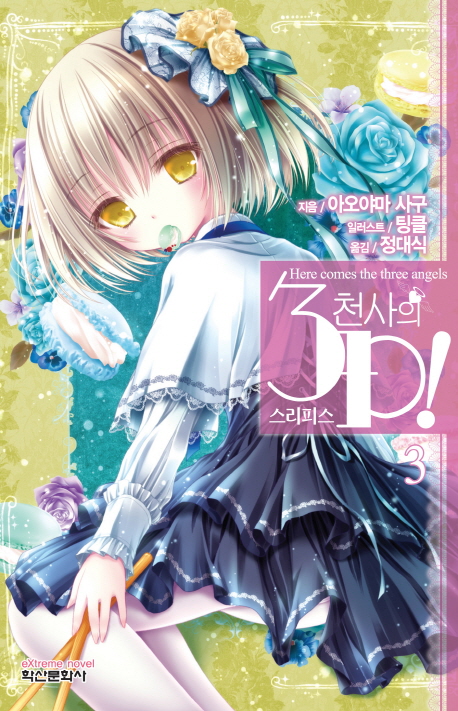 지음 / 아오야마 사구
일러스트 / 팅클
옮김 / 정대식
Here comes the three angels
천사의
3P!
스리피스
3
eXtreme novel
학산문화사